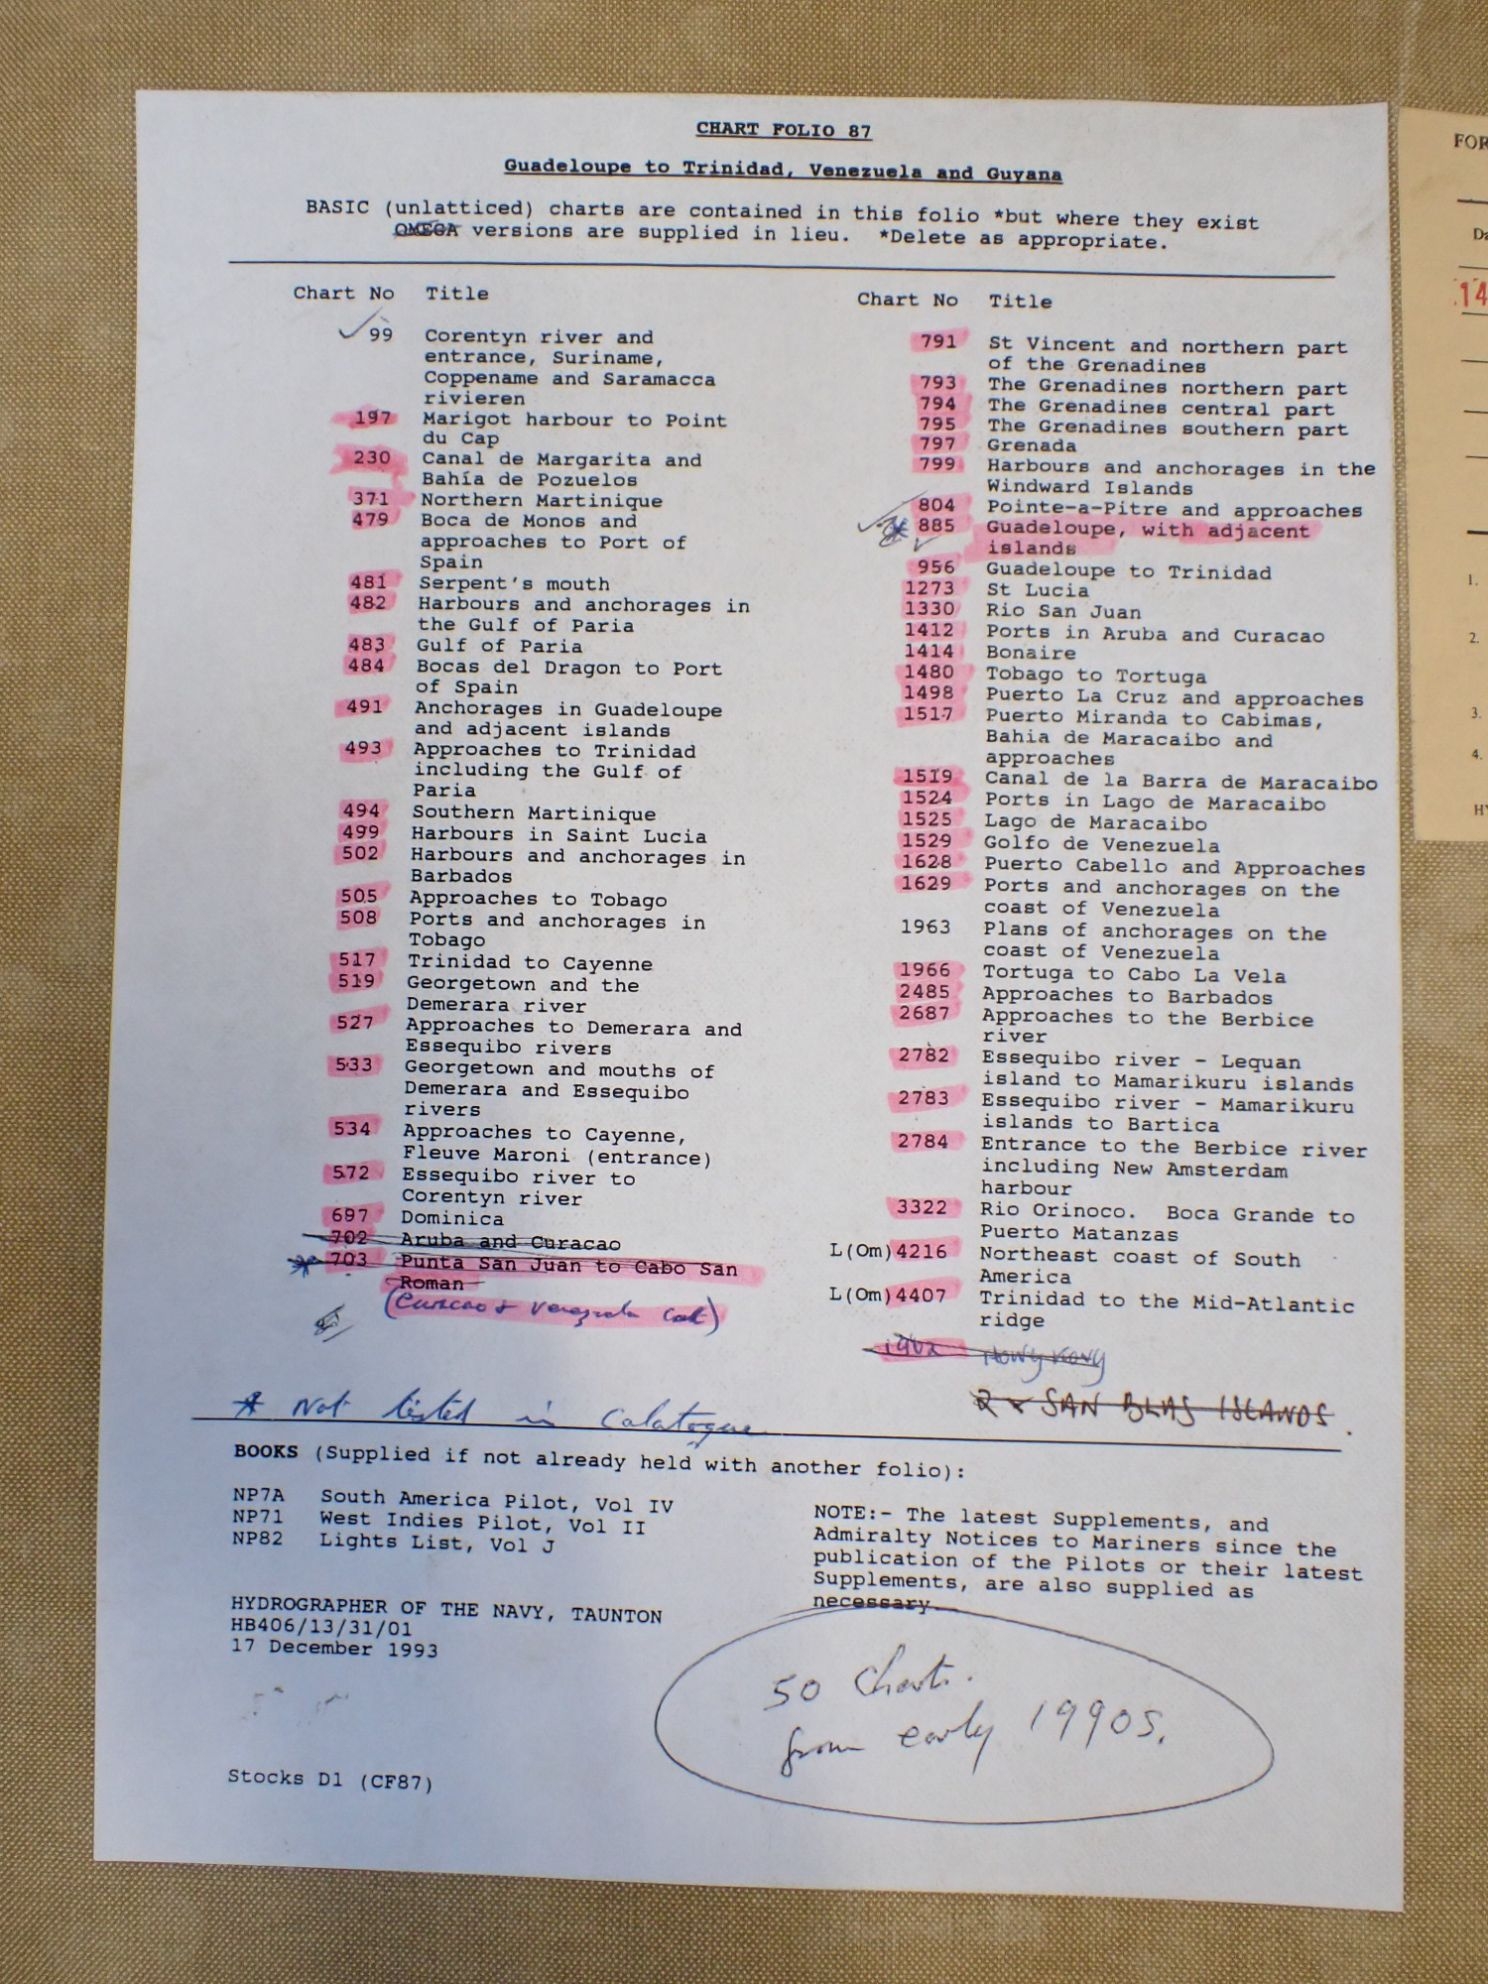 CHART FOLIO 87
Guadeloupe to Trinidad, Venezuela and Guyana
BASIC (unlatticed) charts are contained in this folio *but where they exist
OMEGA versions are supplied in lieu. *Delete as appropriate.
Chart No Title
99 Corentyn river and
entrance, Suriname,
Coppename and Saramacca
rivieren
197 Marigot harbour to Point
du Cap
230 Canal de Margarita and
Bahía de Pozuelos
371 Northern Martinique
479 Boca de Monos and
approaches to Port of
Spain
481 Serpent's mouth
482 Harbours and anchorages in
the Gulf of Paria
483 Gulf of Paria
484 Bocas del Dragon to Port
of Spain
491 Anchorages in Guadeloupe
and adjacent islands
493 Approaches to Trinidad
including the Gulf of
Paria
494 Southern Martinique
499 Harbours in Saint Lucia
502 Harbours and anchorages in
Barbados
505 Approaches to Tobago
508 Ports and anchorages in
Tobago
517 Trinidad to Cayenne
519 Georgetown and the
Demerara river
527 Approaches to Demerara and
Essequibo rivers
533 Georgetown and mouths of
Demerara and Essequibo
rivers
534 Approaches to Cayenne,
Fleuve Maroni (entrance)
572 Essequibo river to
Corentyn river
697 Dominica
702 Aruba and Curacao
* 703 Punta San Juan to Cabo San
Roman
(Curacao & Venezuela Cat)
Chart No Title
791 St Vincent and northern part
of the Grenadines
793 The Grenadines northern part
794 The Grenadines central part
795 The Grenadines southern part
797 Grenada
799 Harbours and anchorages in the
Windward Islands
804 Pointe-a-Pitre and approaches
* 885 Guadeloupe, with adjacent
islands
956 Guadeloupe to Trinidad
1273 St Lucia
1330 Rio San Juan
1412 Ports in Aruba and Curacao
1414 Bonaire
1480 Tobago to Tortuga
1498 Puerto La Cruz and approaches
1517 Puerto Miranda to Cabimas,
Bahia de Maracaibo and
approaches
1519 Canal de la Barra de Maracaibo
1524 Ports in Lago de Maracaibo
1525 Lago de Maracaibo
1529 Golfo de Venezuela
1628 Puerto Cabello and Approaches
1629 Ports and anchorages on the
coast of Venezuela
1963 Plans of anchorages on the
coast of Venezuela
1966 Tortuga to Cabo La Vela
2485 Approaches to Barbados
2687 Approaches to the Berbice
river
2782 Essequibo river - Lequan
island to Mamarikuru islands
2783 Essequibo river - Mamarikuru
islands to Bartica
2784 Entrance to the Berbice river
including New Amsterdam
harbour
3322 Rio Orinoco. Boca Grande to
Puerto Matanzas
L(Om)4216 Northeast coast of South
America
L(Om)4407 Trinidad to the Mid-Atlantic
ridge
Hong Kong
SAN BLAS ISLANDS.
* Not listed in Catalogue
BOOKS (Supplied if not already held with another folio):
NP7A South America Pilot, Vol IV
NP71 West Indies Pilot, Vol II
NP82 Lights List, Vol J
NOTE:- The latest Supplements, and
Admiralty Notices to Mariners since the
publication of the Pilots or their latest
Supplements, are also supplied as
necessary.
HYDROGRAPHER OF THE NAVY, TAUNTON
HB406/13/31/01
17 December 1993
50 Charts.
from early 1990s.
Stocks D1 (CF87)
FOR
14
1.
2.
3.
4.